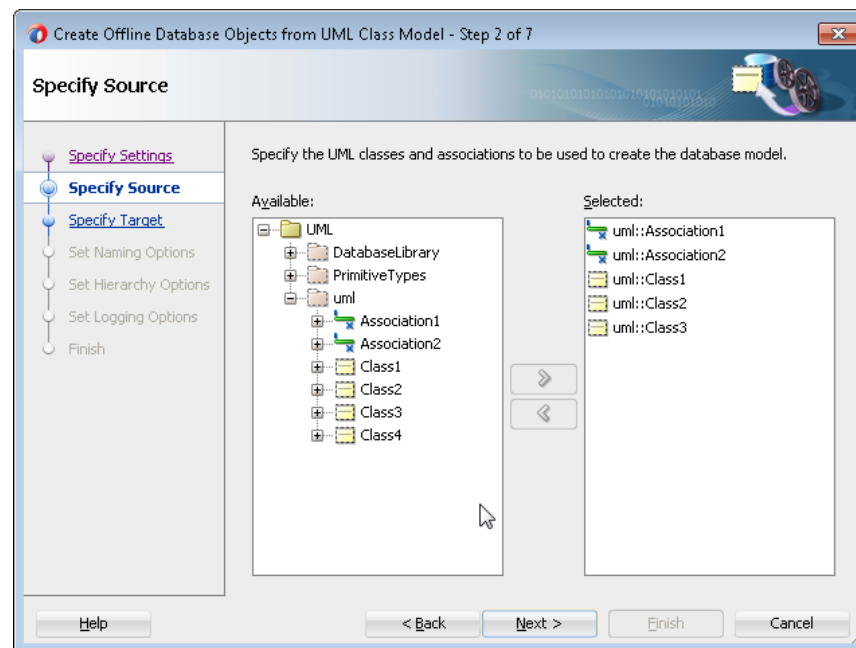 Create Offline Database Objects from UML Class Model - Step 2 of 7
Specify Source
Specify Settings
Specify Source
Specify Target
Set Naming Options
Set Hierarchy Options
Set Logging Options
Finish
Specify the UML classes and associations to be used to create the database model.
Available:
UML
DatabaseLibrary
PrimitiveTypes
uml
Association1
Association2
Class1
Class2
Class3
Class4
Selected:
uml::Association1
uml::Association2
uml::Class1
uml::Class2
uml::Class3
Help
< Back
Next >
Finish
Cancel